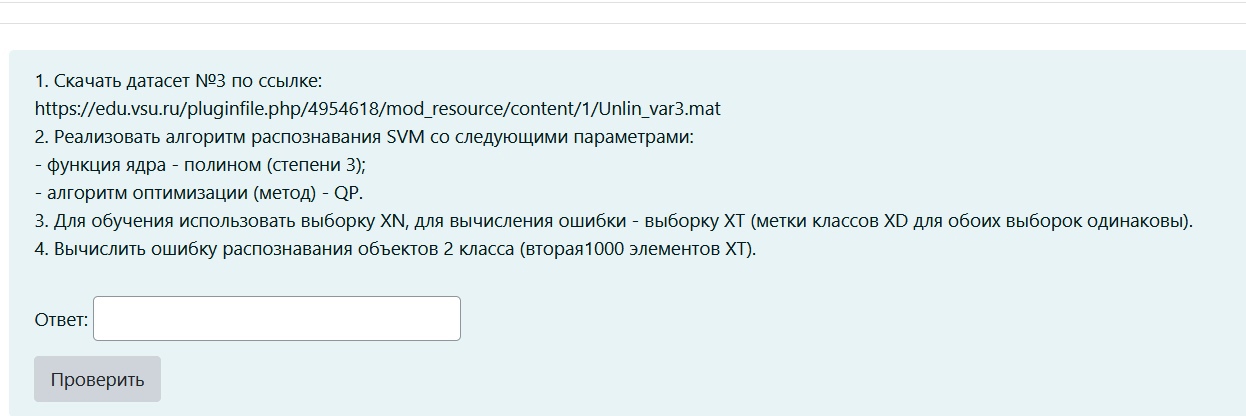 1. Скачать датасет №3 по ссылке:
https://edu.vsu.ru/pluginfile.php/4954618/mod_resource/content/1/Unlin_var3.mat
2. Реализовать алгоритм распознавания SVM со следующими параметрами:
- функция ядра - полином (степени 3);
- алгоритм оптимизации (метод) - QP.
3. Для обучения использовать выборку XN, для вычисления ошибки - выборку XT (метки классов XD для обоих выборок одинаковы).
4. Вычислить ошибку распознавания объектов 2 класса (вторая1000 элементов XT).
Ответ:
Проверить